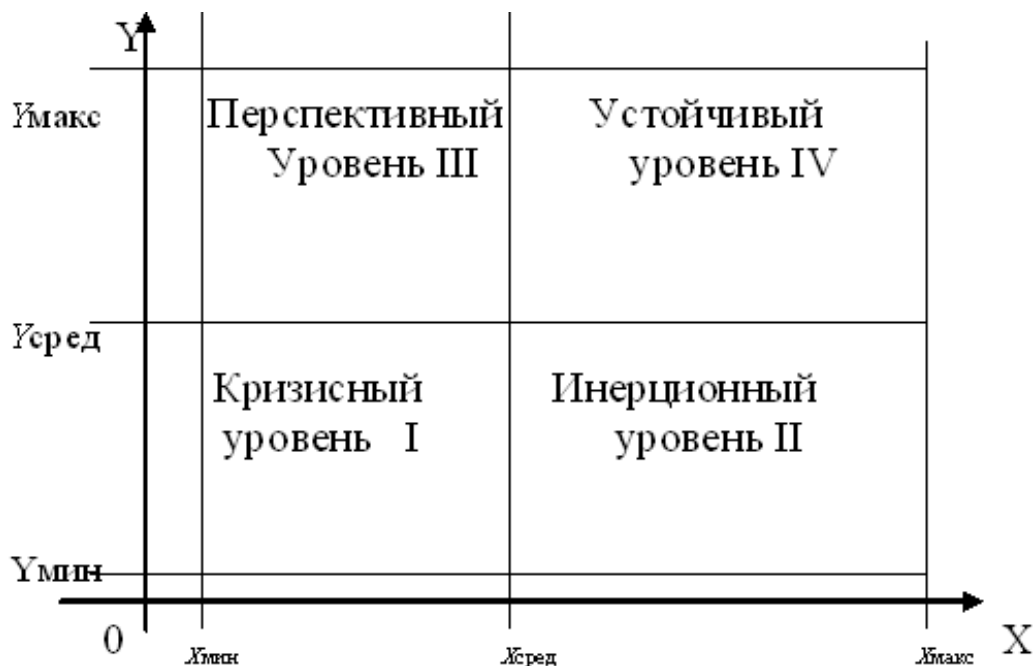 Y
Yмакс
Перспективный
Уровень III
Устойчивый
уровень IV
Yсред
Кризисный
уровень I
Инерционный
уровень II
Yмин
0
Xмин
Xсред
Xмакс
X